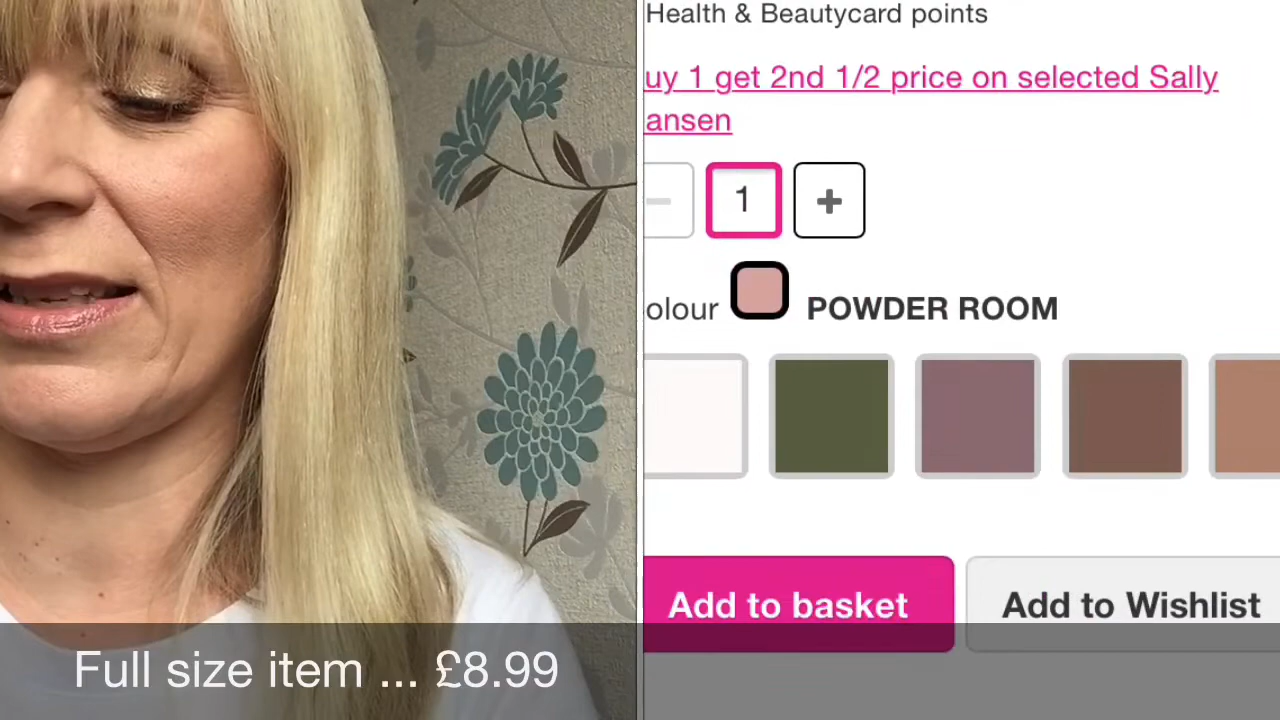 Health & Beautycard points
uy 1 get 2nd 1/2 price on selected Sally
ansen
1
olour POWDER ROOM
Add to basket
Add to Wishlist
Full size item ... £8.99